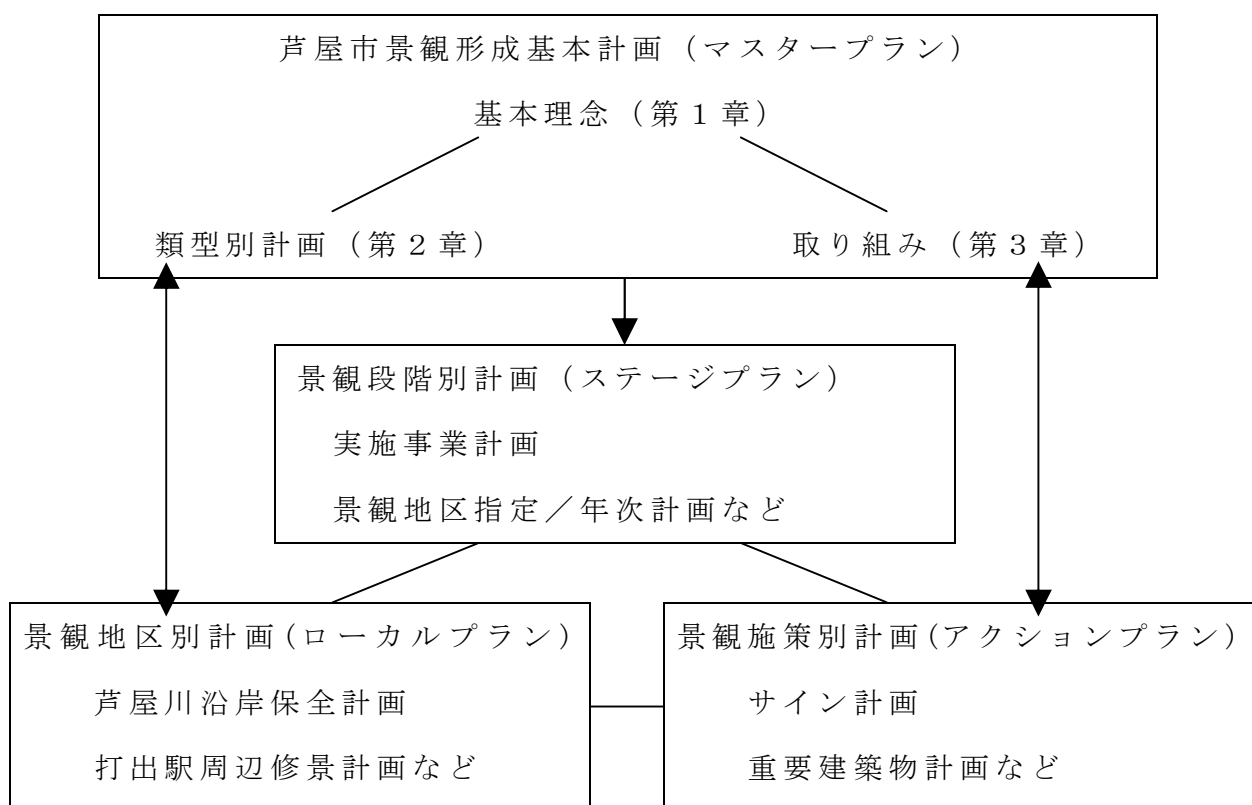 芦屋市景観形成基本計画（マスタープラン）
基本理念（第１章）
類型別計画（第２章）
取り組み（第３章）
景観段階別計画（ステージプラン）
実施事業計画
景観地区指定／年次計画など
景観地区別計画(ローカルプラン)
芦屋川沿岸保全計画
打出駅周辺修景計画など
景観施策別計画(アクションプラン)
サイン計画
重要建築物計画など